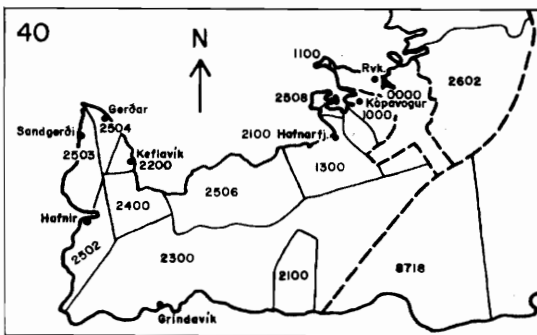 40
N
1100
Rvk.
2602
2508
0000
Kópavogur
1000
Gerðar
2504
Sandgerði
2100
Hafnarfj.
2503
Keflavík
2200
1300
2506
2400
Hafnir
2502
2300
2100
8718
Grindavík